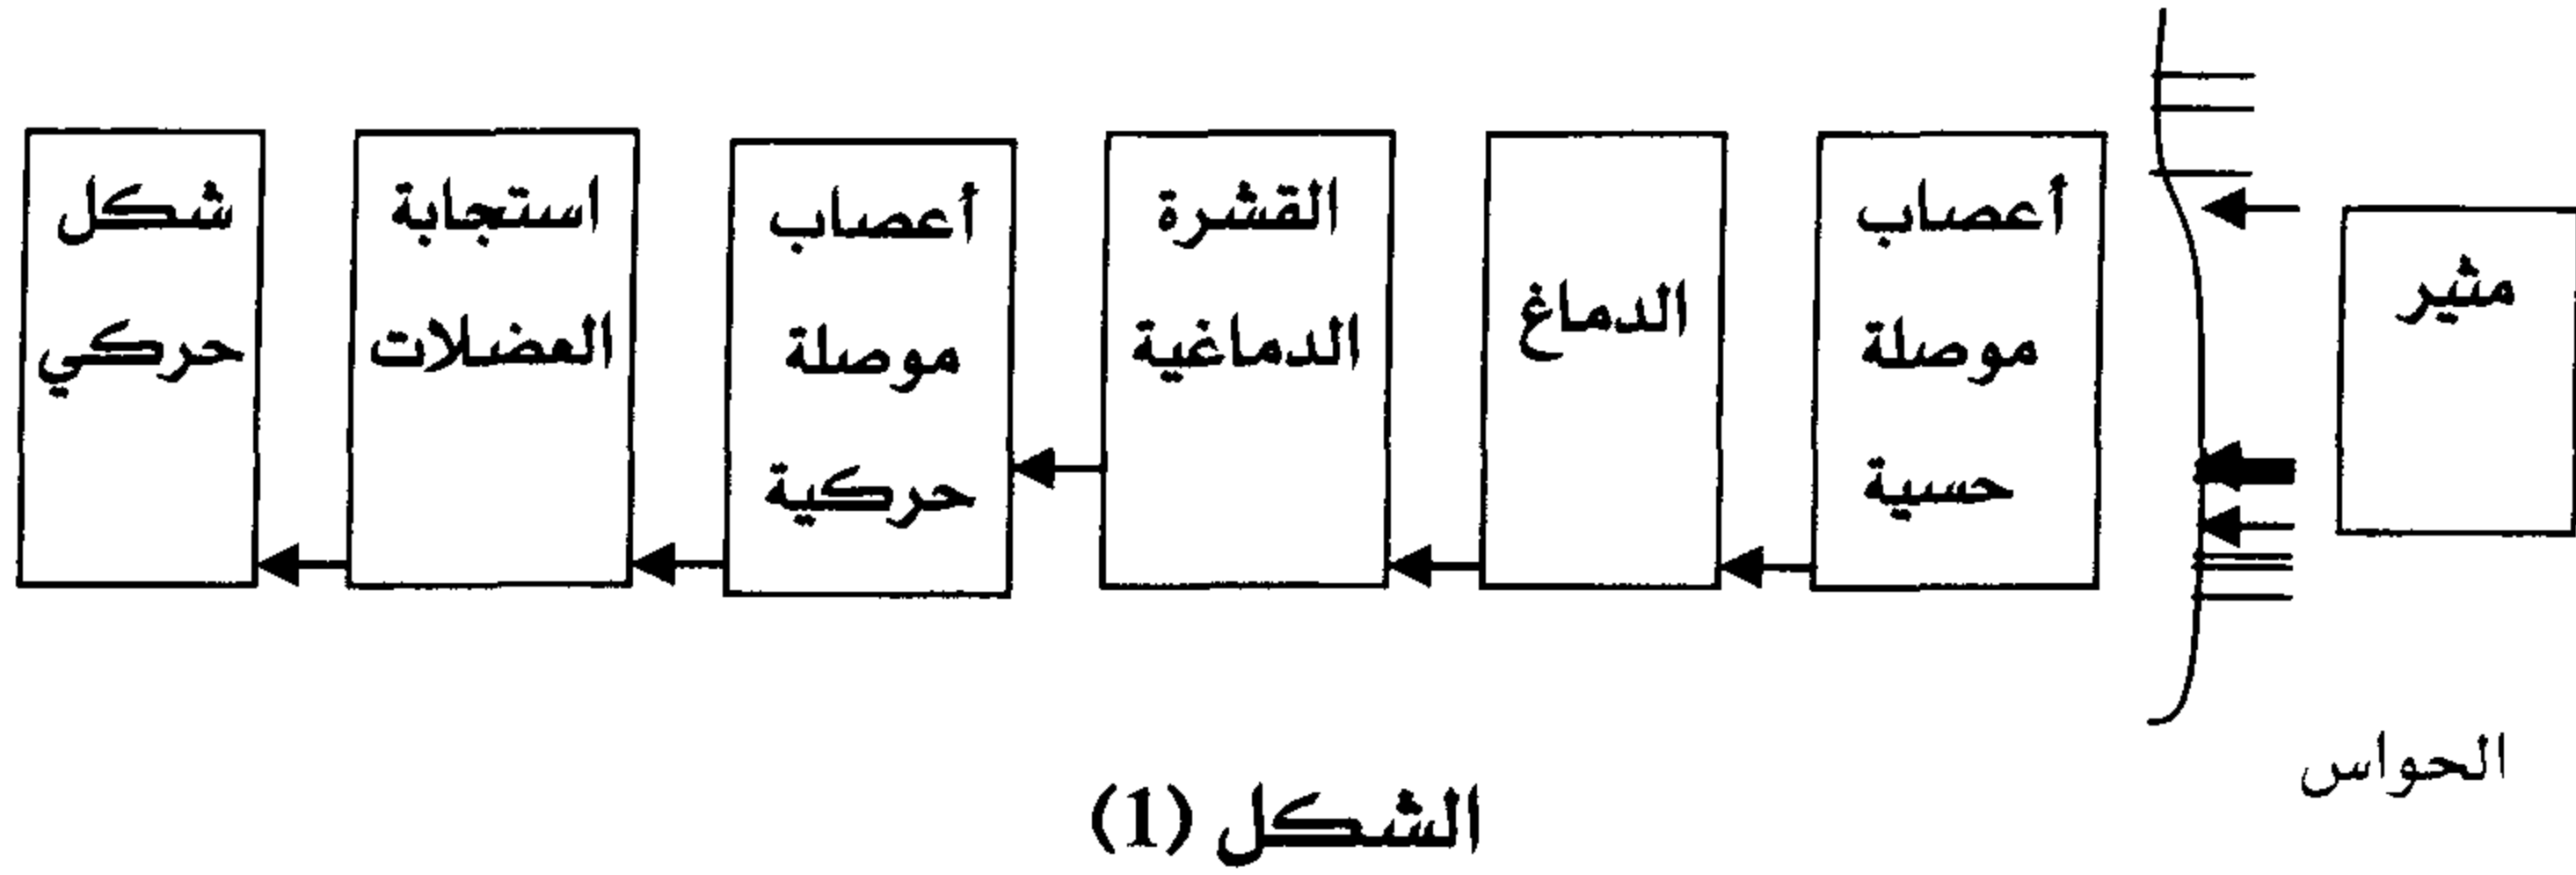 مثير
الحواس
أعصاب
موصلة
حسية
الدماغ
القشرة
الدماغية
أعصاب
موصلة
حركية
استجابة
العضلات
شكل
حركي
الشكل (1)